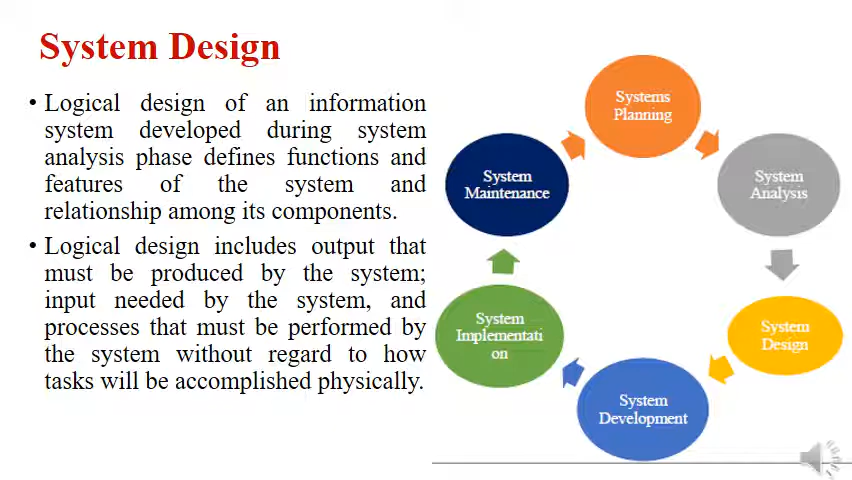 System Design
• Logical design of an information
system developed during system
analysis phase defines functions and
features of the system and
relationship among its components.
• Logical design includes output that
must be produced by the system;
input needed by the system, and
processes that must be performed by
the system without regard to how
tasks will be accomplished physically.
Systems
Planning
System
Analysis
System
Design
System
Development
System
Implementati
on
System
Maintenance